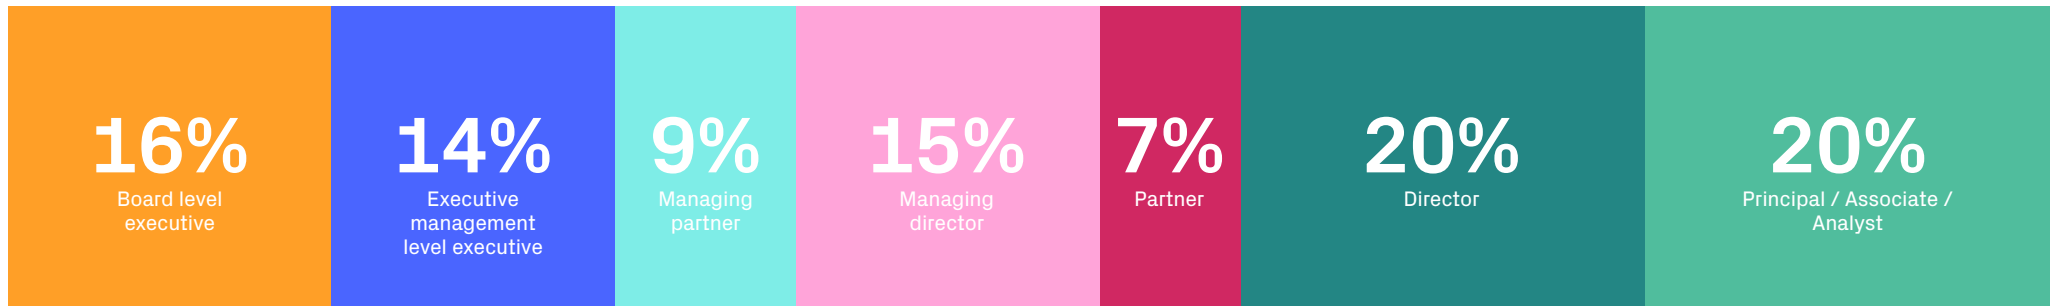 16%
Board level
executive
14%
Executive
management
level executive
9%
Managing
partner
15%
Managing
director
7%
Partner
20%
Director
20%
Principal / Associate /
Analyst